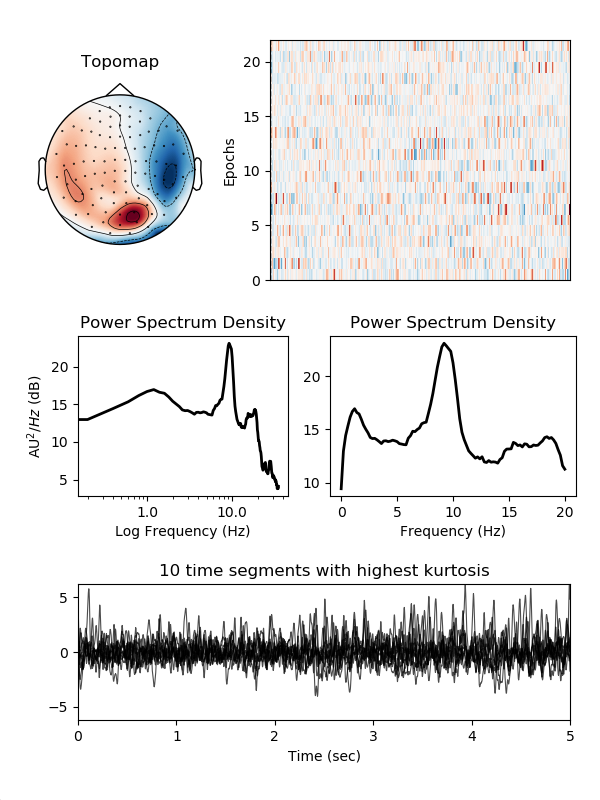 Topomap
Epochs
20
15
10
5
0
Power Spectrum Density
AU²/Hz (dB)
20
15
10
5
1.0 10.0
Log Frequency (Hz)
Power Spectrum Density
20
15
10
0 5 10 15 20
Frequency (Hz)
10 time segments with highest kurtosis
5
0
−5
0 1 2 3 4 5
Time (sec)